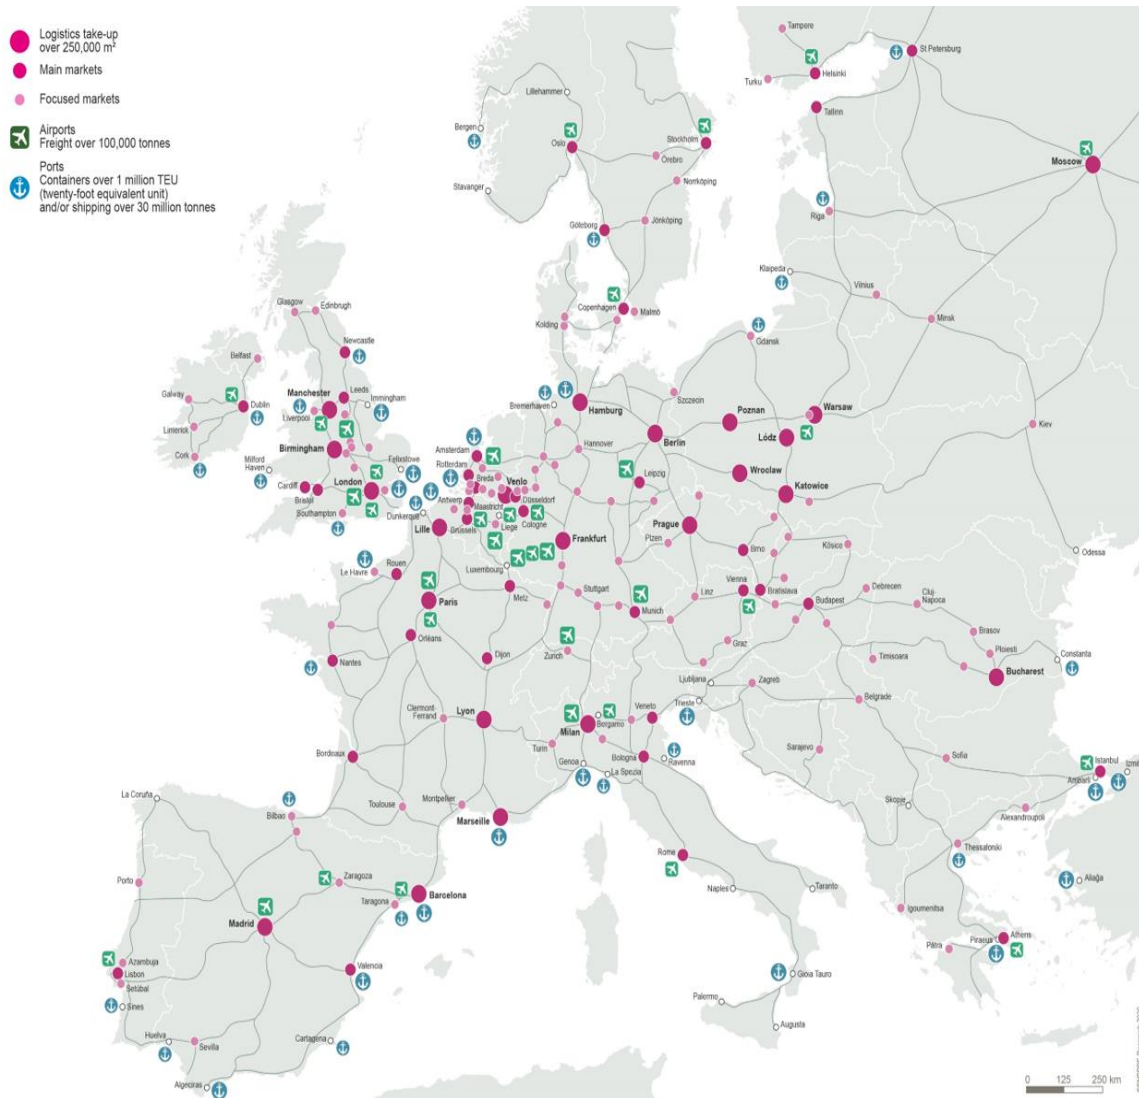 Logistics take-up
over 250,000 m²
Main markets
Focused markets
Airports
Freight over 100,000 tonnes
Ports
Containers over 1 million TEU
(twenty-foot equivalent unit)
and/or shipping over 30 million tonnes
Tampere
St Petersburg
Turku
Helsinki
Lillehammer
Tallinn
Bergen
Oslo
Stockholm
Örebro
Moscow
Stavanger
Norrköping
Göteborg
Jönköping
Riga
Klaipeda
Vilnius
Glasgow
Edinbrugh
Copenhagen
Malmö
Kolding
Minsk
Newcastle
Gdansk
Belfast
Galway
Manchester
Leeds
Immingham
Liverpool
Dublin
Bremerhaven
Hamburg
Szczecin
Poznan
Warsaw
Limerick
Kiev
Birmingham
Hannover
Berlin
Lódz
Cork
Milford
Haven
Felixstowe
Amsterdam
Rotterdam
Breda
Venlo
Leipzig
Wroclaw
Katowice
Cardiff
London
Bristol
Southampton
Antwerp
Maastricht
Düsseldorf
Dunkerque
Lille
Brüssels
Liege
Cologne
Prague
Plzen
Frankfurt
Brno
Kösice
Odessa
Le Havre
Rouen
Luxembourg
Metz
Stuttgart
Paris
Munich
Linz
Vienna
Bratislava
Budapest
Debrecen
Cluj-
Napoca
Orléans
Brasov
Ploiesti
Nantes
Dijon
Zurich
Graz
Timisoara
Constanta
Bucharest
Ljubljana
Zagreb
Trieste
Belgrade
Clermont-
Ferrand
Lyon
Milan
Bergamo
Veneto
Turin
Genoa
La Spezia
Bologna
Ravenna
Sarajevo
Sofia
Istanbul
Ambarli
Izmit
Bordeaux
La Coruña
Bilbao
Toulouse
Montpellier
Marseille
Skopje
Alexandroupoli
Thessaloniki
Porto
Zaragoza
Taragona
Barcelona
Rome
Naples
Taranto
Aliağa
Igoumenitsa
Madrid
Pátra
Piraeus
Athens
Azambuja
Lisbon
Setúbal
Valencia
Gioia Tauro
Sines
Palermo
Augusta
Huelva
Sevilla
Cartagena
Algeciras
0 125 250 km